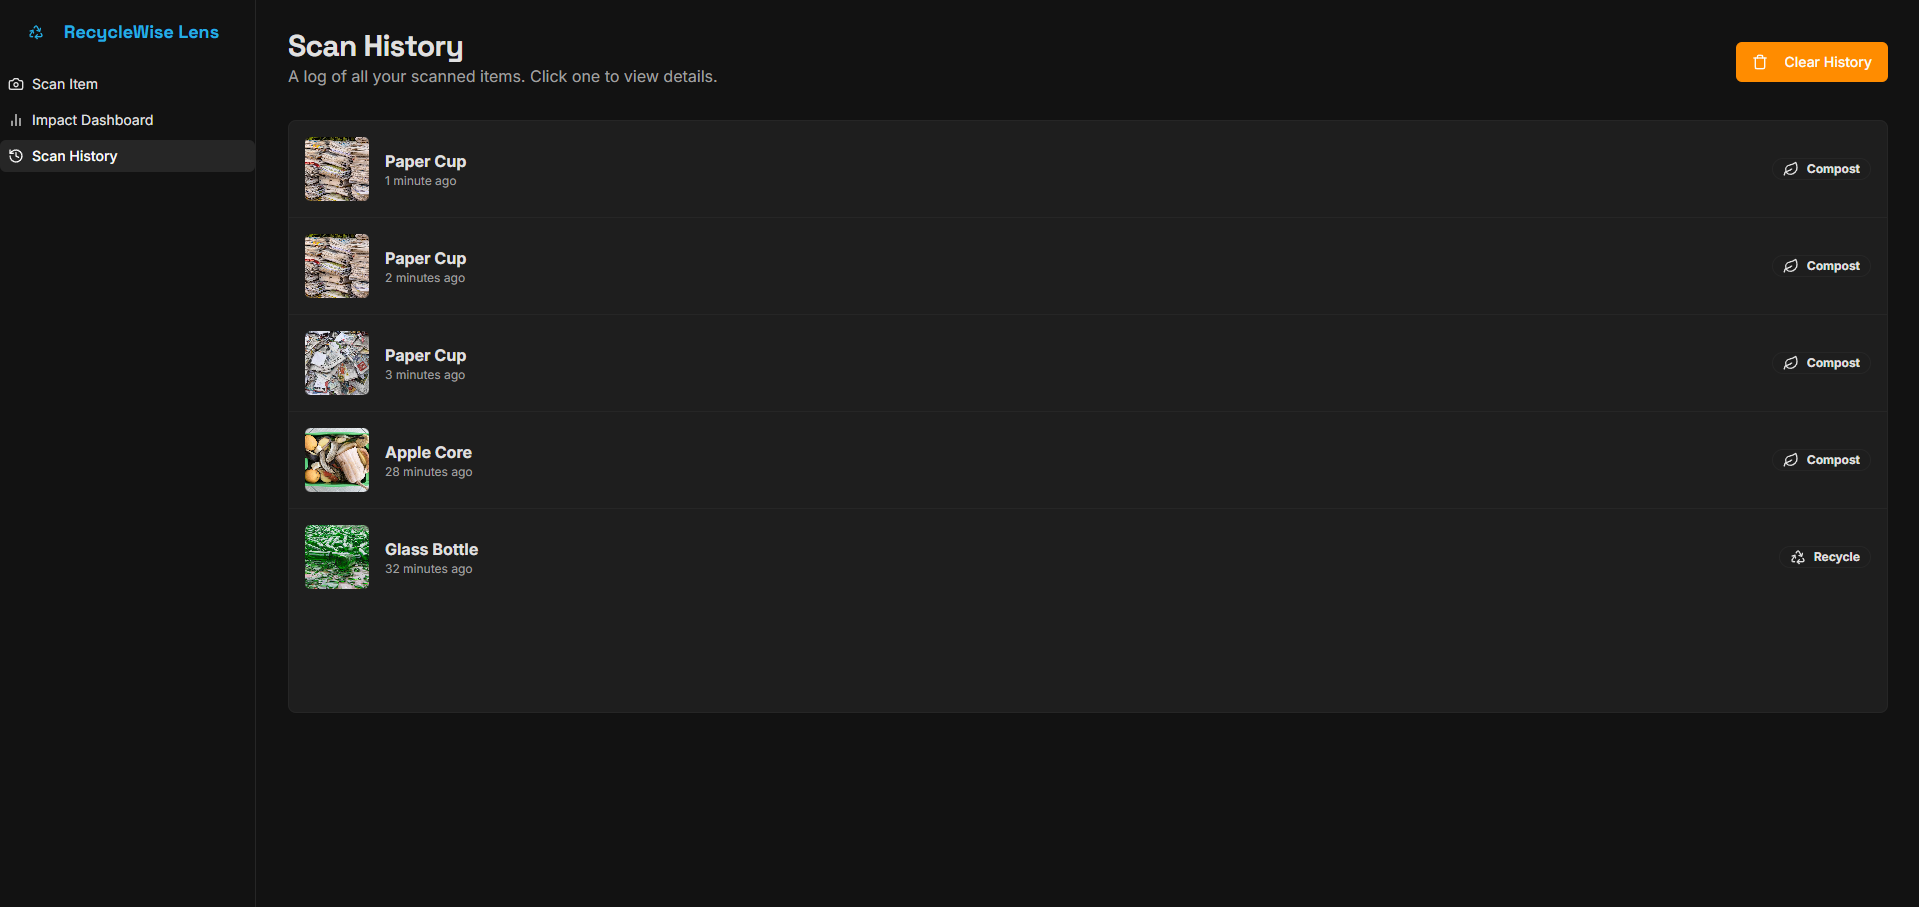 RecycleWise Lens
Scan Item
Impact Dashboard
Scan History
Scan History
A log of all your scanned items. Click one to view details.
Clear History
Paper Cup
1 minute ago
Compost
Paper Cup
2 minutes ago
Compost
Paper Cup
3 minutes ago
Compost
Apple Core
28 minutes ago
Compost
Glass Bottle
32 minutes ago
Recycle